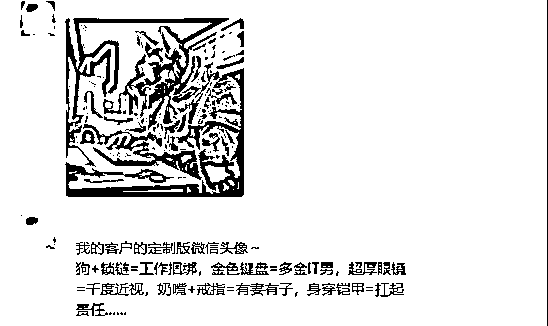 我的客户的定制版微信头像~
狗+锁链=工作捆绑，金色键盘=多金IT男，超厚眼镜
=千度近视，奶嘴+戒指=有妻有子，身穿铠甲=扛起
责任......